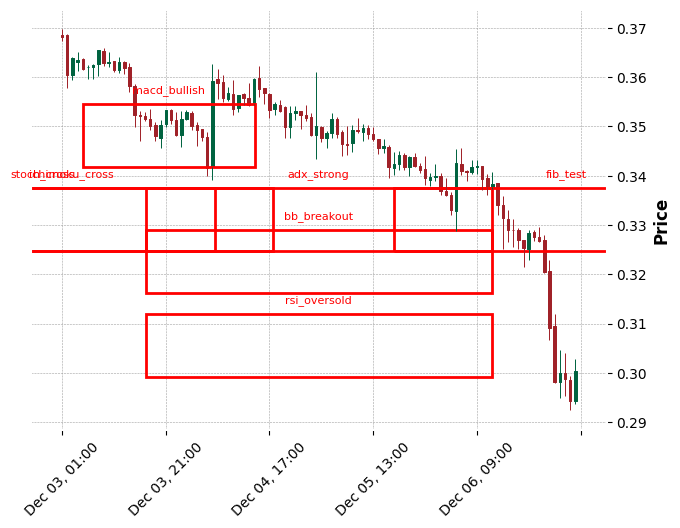 0.37
0.36
macd_bullish
0.35
0.34
stoch_cross
ichimoku_cross
adx_strong
fib_test
0.33
bb_breakout
Price
0.32
rsi_oversold
0.31
0.30
0.29
Dec 03, 01:00
Dec 03, 21:00
Dec 04, 17:00
Dec 05, 13:00
Dec 06, 09:00